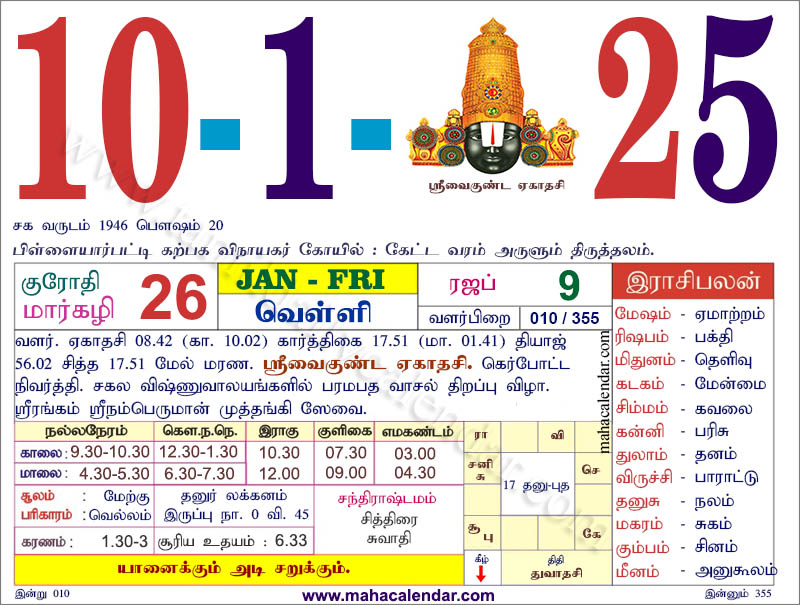 10-1-25
ஸ்ரீவைகுண்ட ஏகாதசி
சக வருடம் 1946 பௌஷம் 20
பிள்ளையார்பட்டி கற்பக விநாயகர் கோயில் : கேட்ட வரம் அருளும் திருத்தலம்.
குரோதி
மார்கழி 26
JAN - FRI
வெள்ளி
ரஜப் 9
வளர்பிறை 010 / 355
வளர். ஏகாதசி 08.42 (கா. 10.02) கார்த்திகை 17.51 (மா. 01.41) தியாஜ்
56.02 சித்த 17.51 மேல் மரண. ஸ்ரீவைகுண்ட ஏகாதசி. கெர்போட்ட
நிவர்த்தி. சகல விஷ்ணுவாலயங்களில் பரமபத வாசல் திறப்பு விழா.
ஸ்ரீரங்கம் ஸ்ரீநம்பெருமான் முத்தங்கி ஸேவை.
நல்லநேரம் கௌ.ந.நெ. இராகு குளிகை எமகண்டம்
காலை: 9.30-10.30 12.30-1.30 10.30 07.30 03.00
மாலை: 4.30-5.30 6.30-7.30 12.00 09.00 04.30
சூலம் : மேற்கு
பரிகாரம் : வெல்லம்
தனுர் லக்கனம்
இருப்பு நா. 0 வி. 45
கரணம் : 1.30-3
சூரிய உதயம் : 6.33
சந்திராஷ்டமம்
சித்திரை
சுவாதி
யானைக்கும் அடி சறுக்கும்.
ரா வி
சனி
சு
17 தனு-புத
செ
சூ பு
கே
கீழ்
திதி
துவாதசி
mahacalendar.com
இராசிபலன்
மேஷம் - ஏமாற்றம்
ரிஷபம் - பக்தி
மிதுனம் - தெளிவு
கடகம் - மேன்மை
சிம்மம் - கவலை
கன்னி - பரிசு
துலாம் - தனம்
விருச்சி - பாராட்டு
தனுசு - நலம்
மகரம் - சுகம்
கும்பம் - சினம்
மீனம் - அனுகூலம்
இன்று 010
www.mahacalendar.com
இன்னும் 355